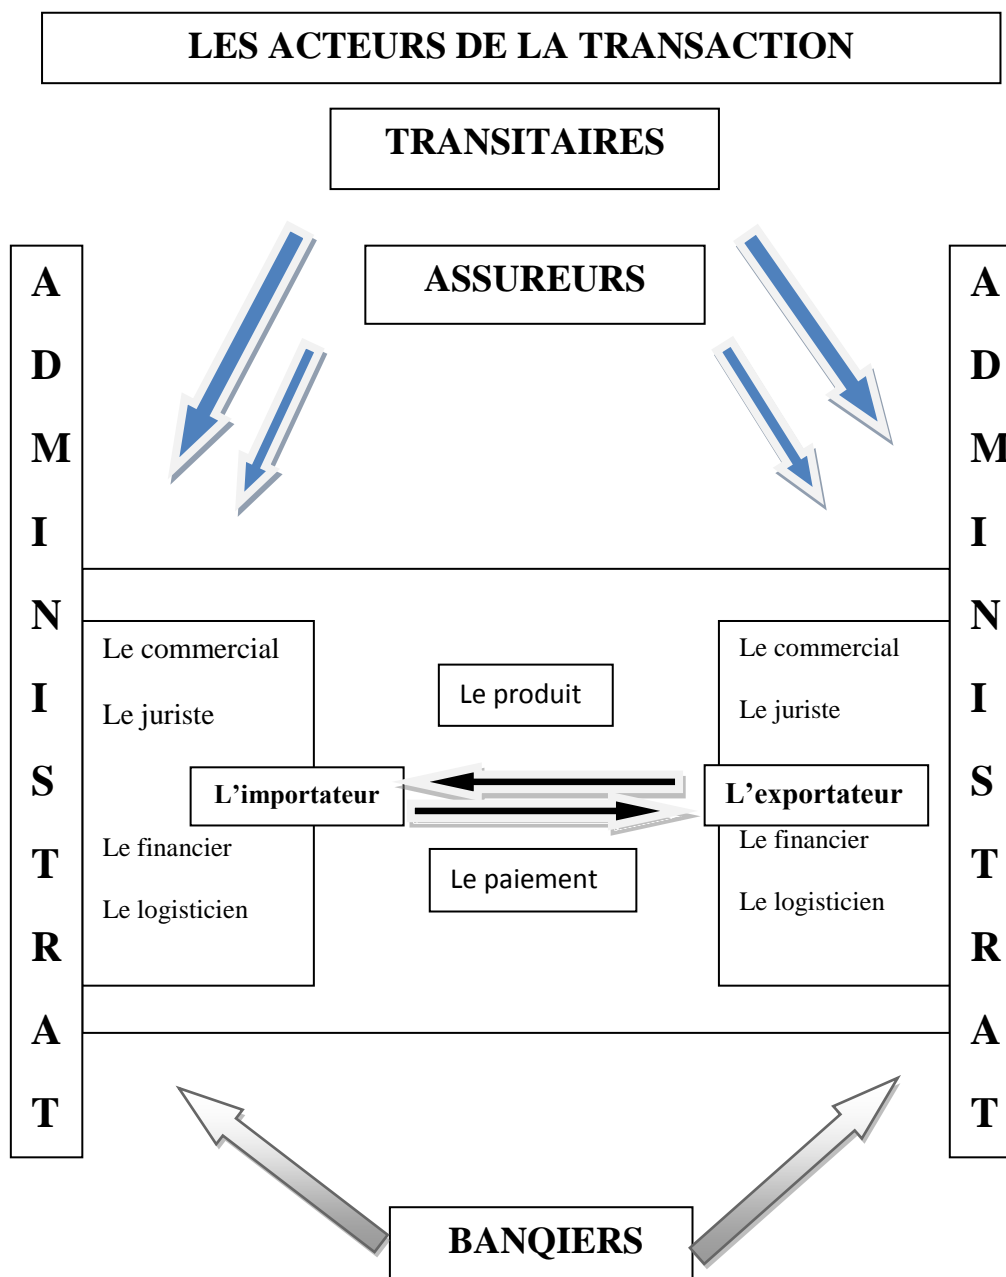 LES ACTEURS DE LA TRANSACTION
TRANSITAIRES
ASSUREURS
A
D
M
I
N
I
S
T
R
A
T
Le commercial
Le juriste
L'importateur
Le financier
Le logisticien
Le produit
Le paiement
Le commercial
Le juriste
L'exportateur
Le financier
Le logisticien
A
D
M
I
N
I
S
T
R
A
T
BANQIERS